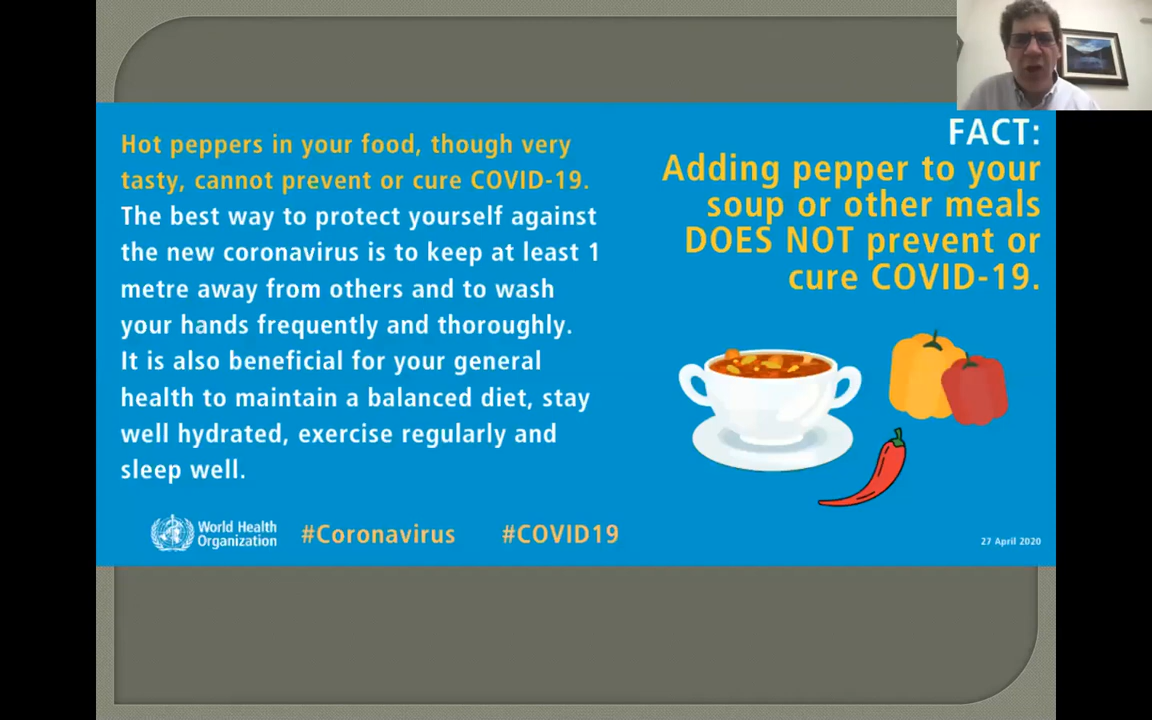 Hot peppers in your food, though very
tasty, cannot prevent or cure COVID-19.
The best way to protect yourself against
the new coronavirus is to keep at least 1
metre away from others and to wash
your hands frequently and thoroughly.
It is also beneficial for your general
health to maintain a balanced diet, stay
well hydrated, exercise regularly and
sleep well.
FACT:
Adding pepper to your
soup or other meals
DOES NOT prevent or
cure COVID-19.
World Health
Organization
#Coronavirus #COVID19
27 April 2020